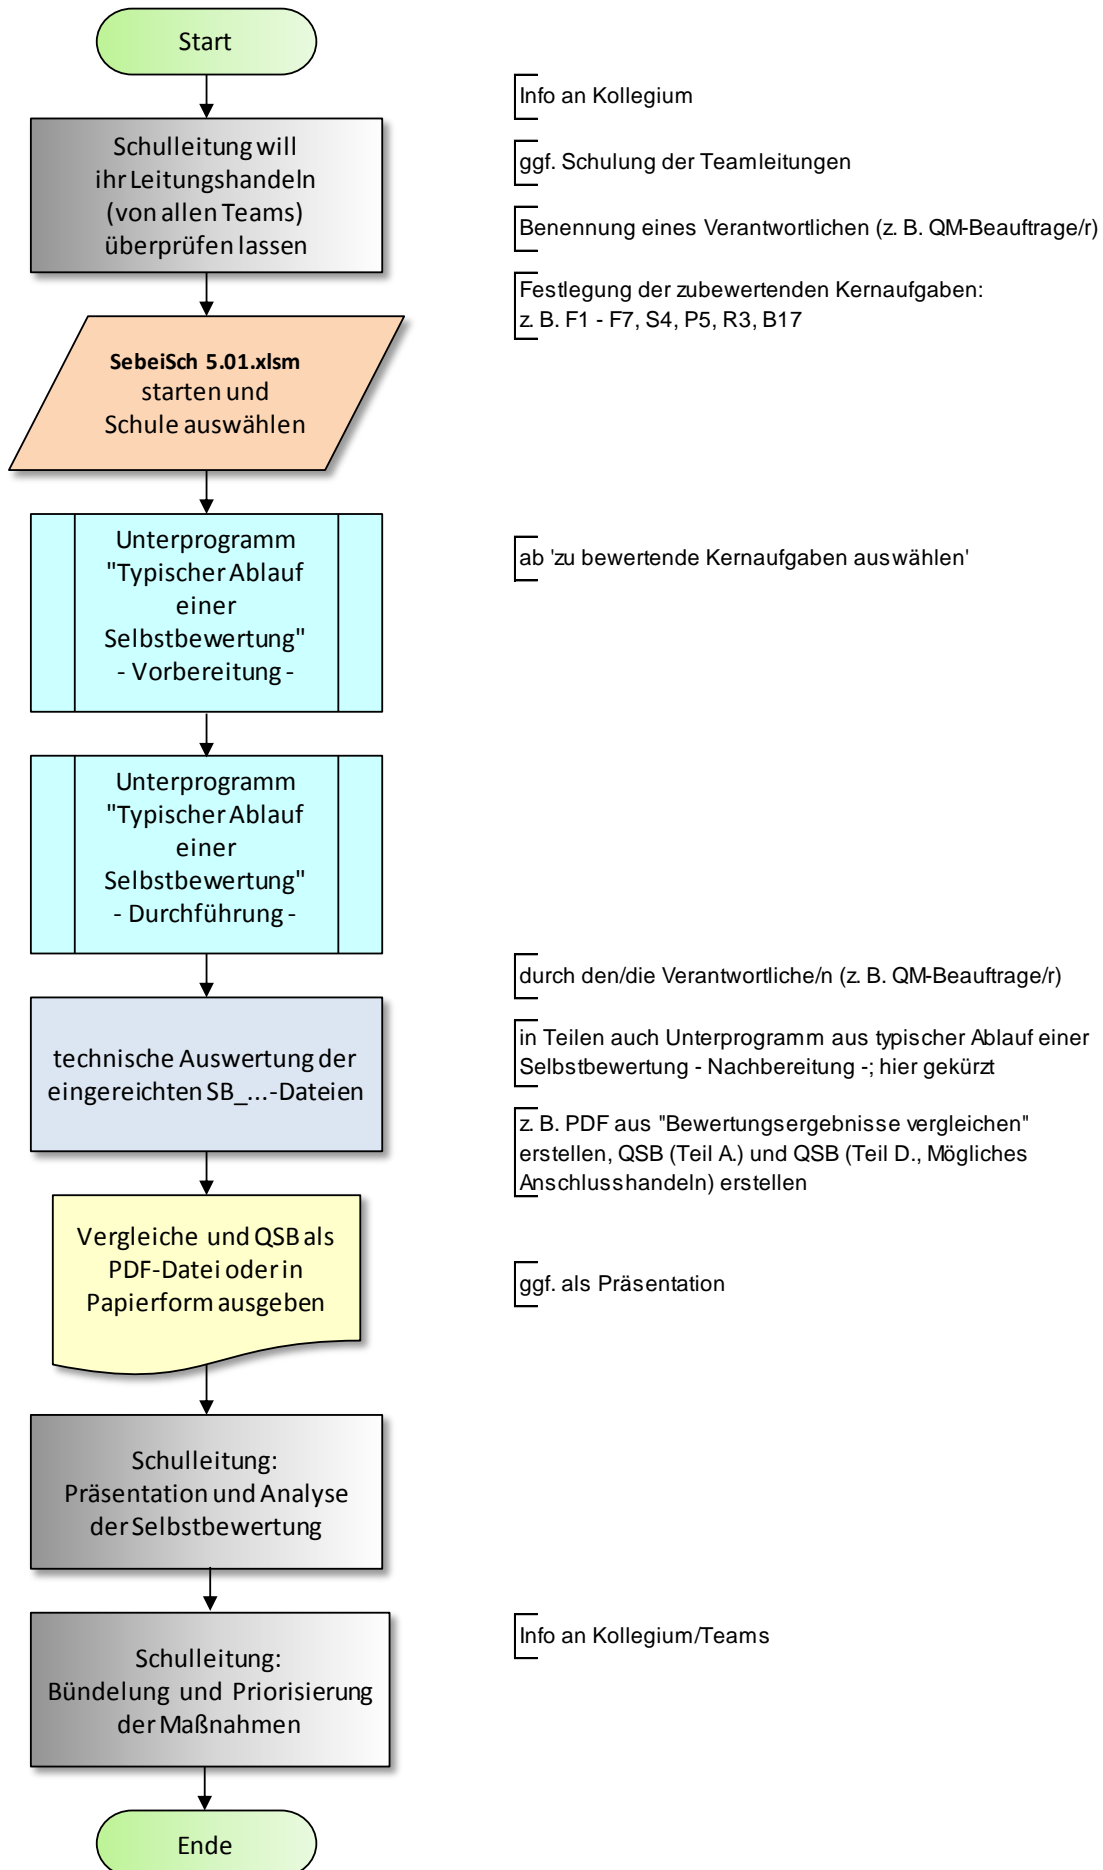 Start
Info an Kollegium
Schulleitung will
ihr Leitungshandeln
(von allen Teams)
überprüfen lassen
ggf. Schulung der Teamleitungen
Benennung eines Verantwortlichen (z. B. QM-Beauftrage/r)
Festlegung der zubewertenden Kernaufgaben:
z. B. F1 - F7, S4, P5, R3, B17
SebeiSch 5.01.xlsm
starten und
Schule auswählen
Unterprogramm
"Typischer Ablauf
einer
Selbstbewertung"
- Vorbereitung -
ab 'zu bewertende Kernaufgaben auswählen'
Unterprogramm
"Typischer Ablauf
einer
Selbstbewertung"
- Durchführung -
durch den/die Verantwortliche/n (z. B. QM-Beauftrage/r)
technische Auswertung der
eingereichten SB_...-Dateien
in Teilen auch Unterprogramm aus typischer Ablauf einer
Selbstbewertung - Nachbereitung -; hier gekürzt
z. B. PDF aus "Bewertungsergebnisse vergleichen"
erstellen, QSB (Teil A.) und QSB (Teil D., Mögliches
Anschlusshandeln) erstellen
Vergleiche und QSB als
PDF-Datei oder in
Papierform ausgeben
ggf. als Präsentation
Schulleitung:
Präsentation und Analyse
der Selbstbewertung
Schulleitung:
Bündelung und Priorisierung
der Maßnahmen
Info an Kollegium/Teams
Ende